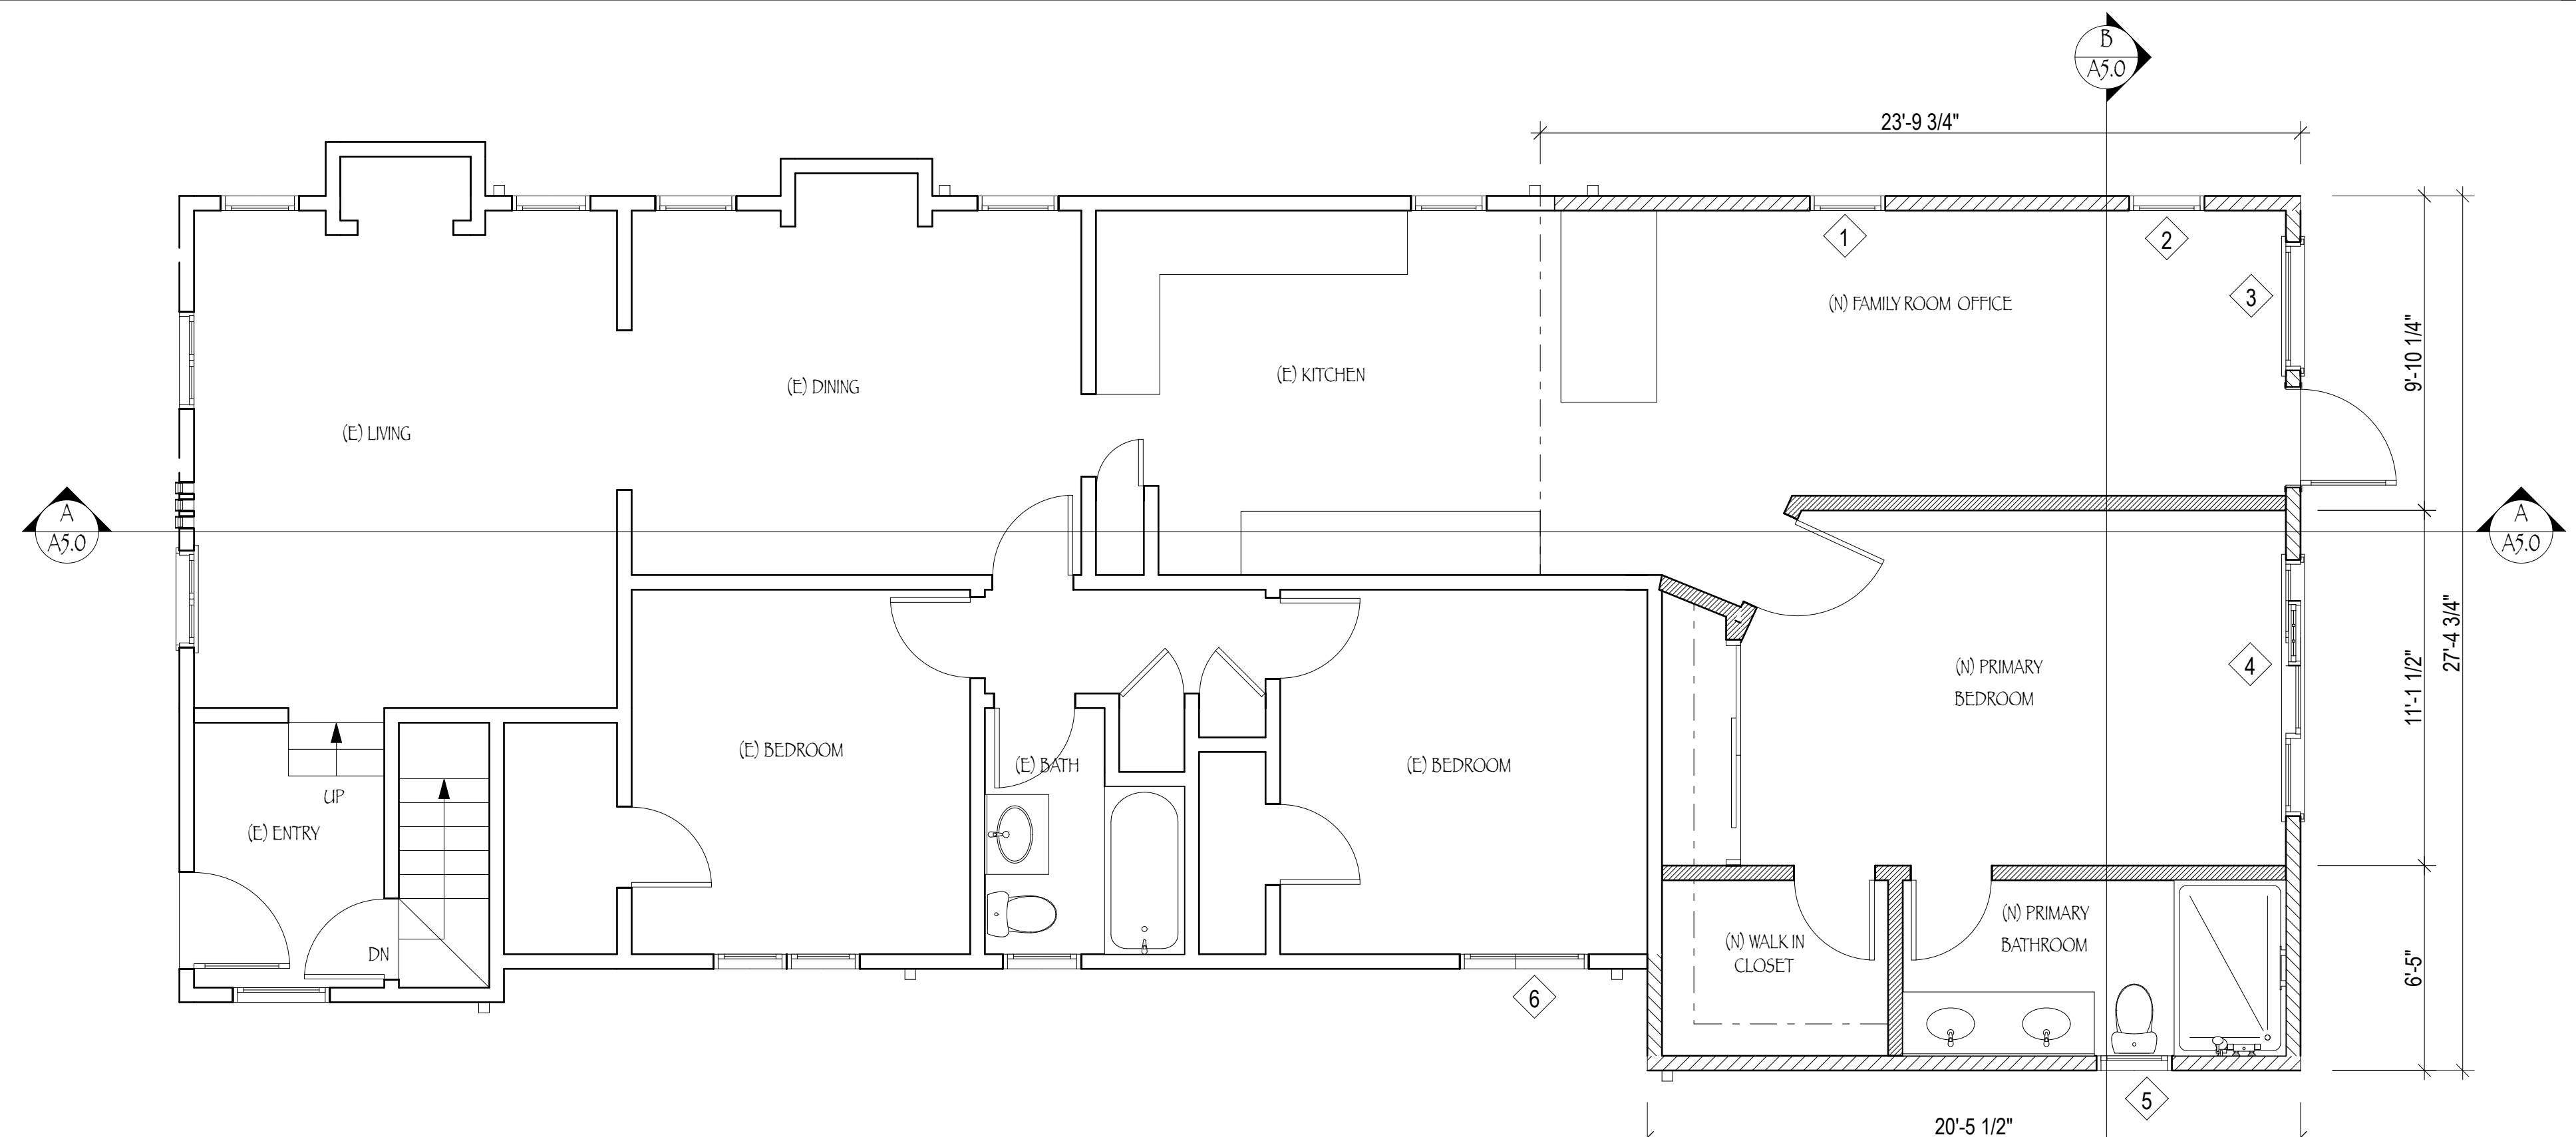 B
A5.0
23'-9 3/4"
1
2
3
(N) FAMILY ROOM OFFICE
9'-10 1/4"
(E) KITCHEN
(E) DINING
(E) LIVING
A
A5.0
A
A5.0
27'-4 3/4"
(N) PRIMARY
BEDROOM
4
11'-1 1/2"
(E) BEDROOM
(E) BATH
(E) BEDROOM
UP
(E) ENTRY
(N) PRIMARY
BATHROOM
(N) WALK IN
CLOSET
DN
6'-5"
6
5
20'-5 1/2"